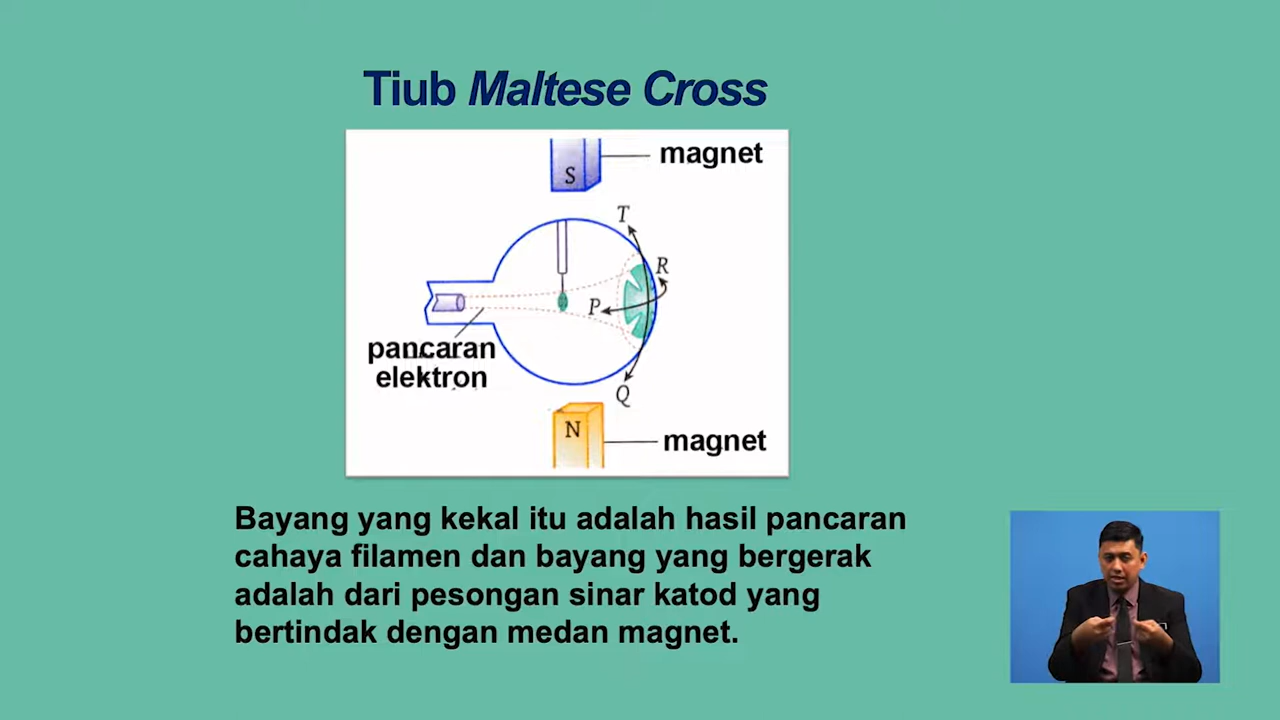 Tiub Maltese Cross
magnet
S
T
R
P
pancaran
elektron
Q
N
magnet
Bayang yang kekal itu adalah hasil pancaran
cahaya filamen dan bayang yang bergerak
adalah dari pesongan sinar katod yang
bertindak dengan medan magnet.